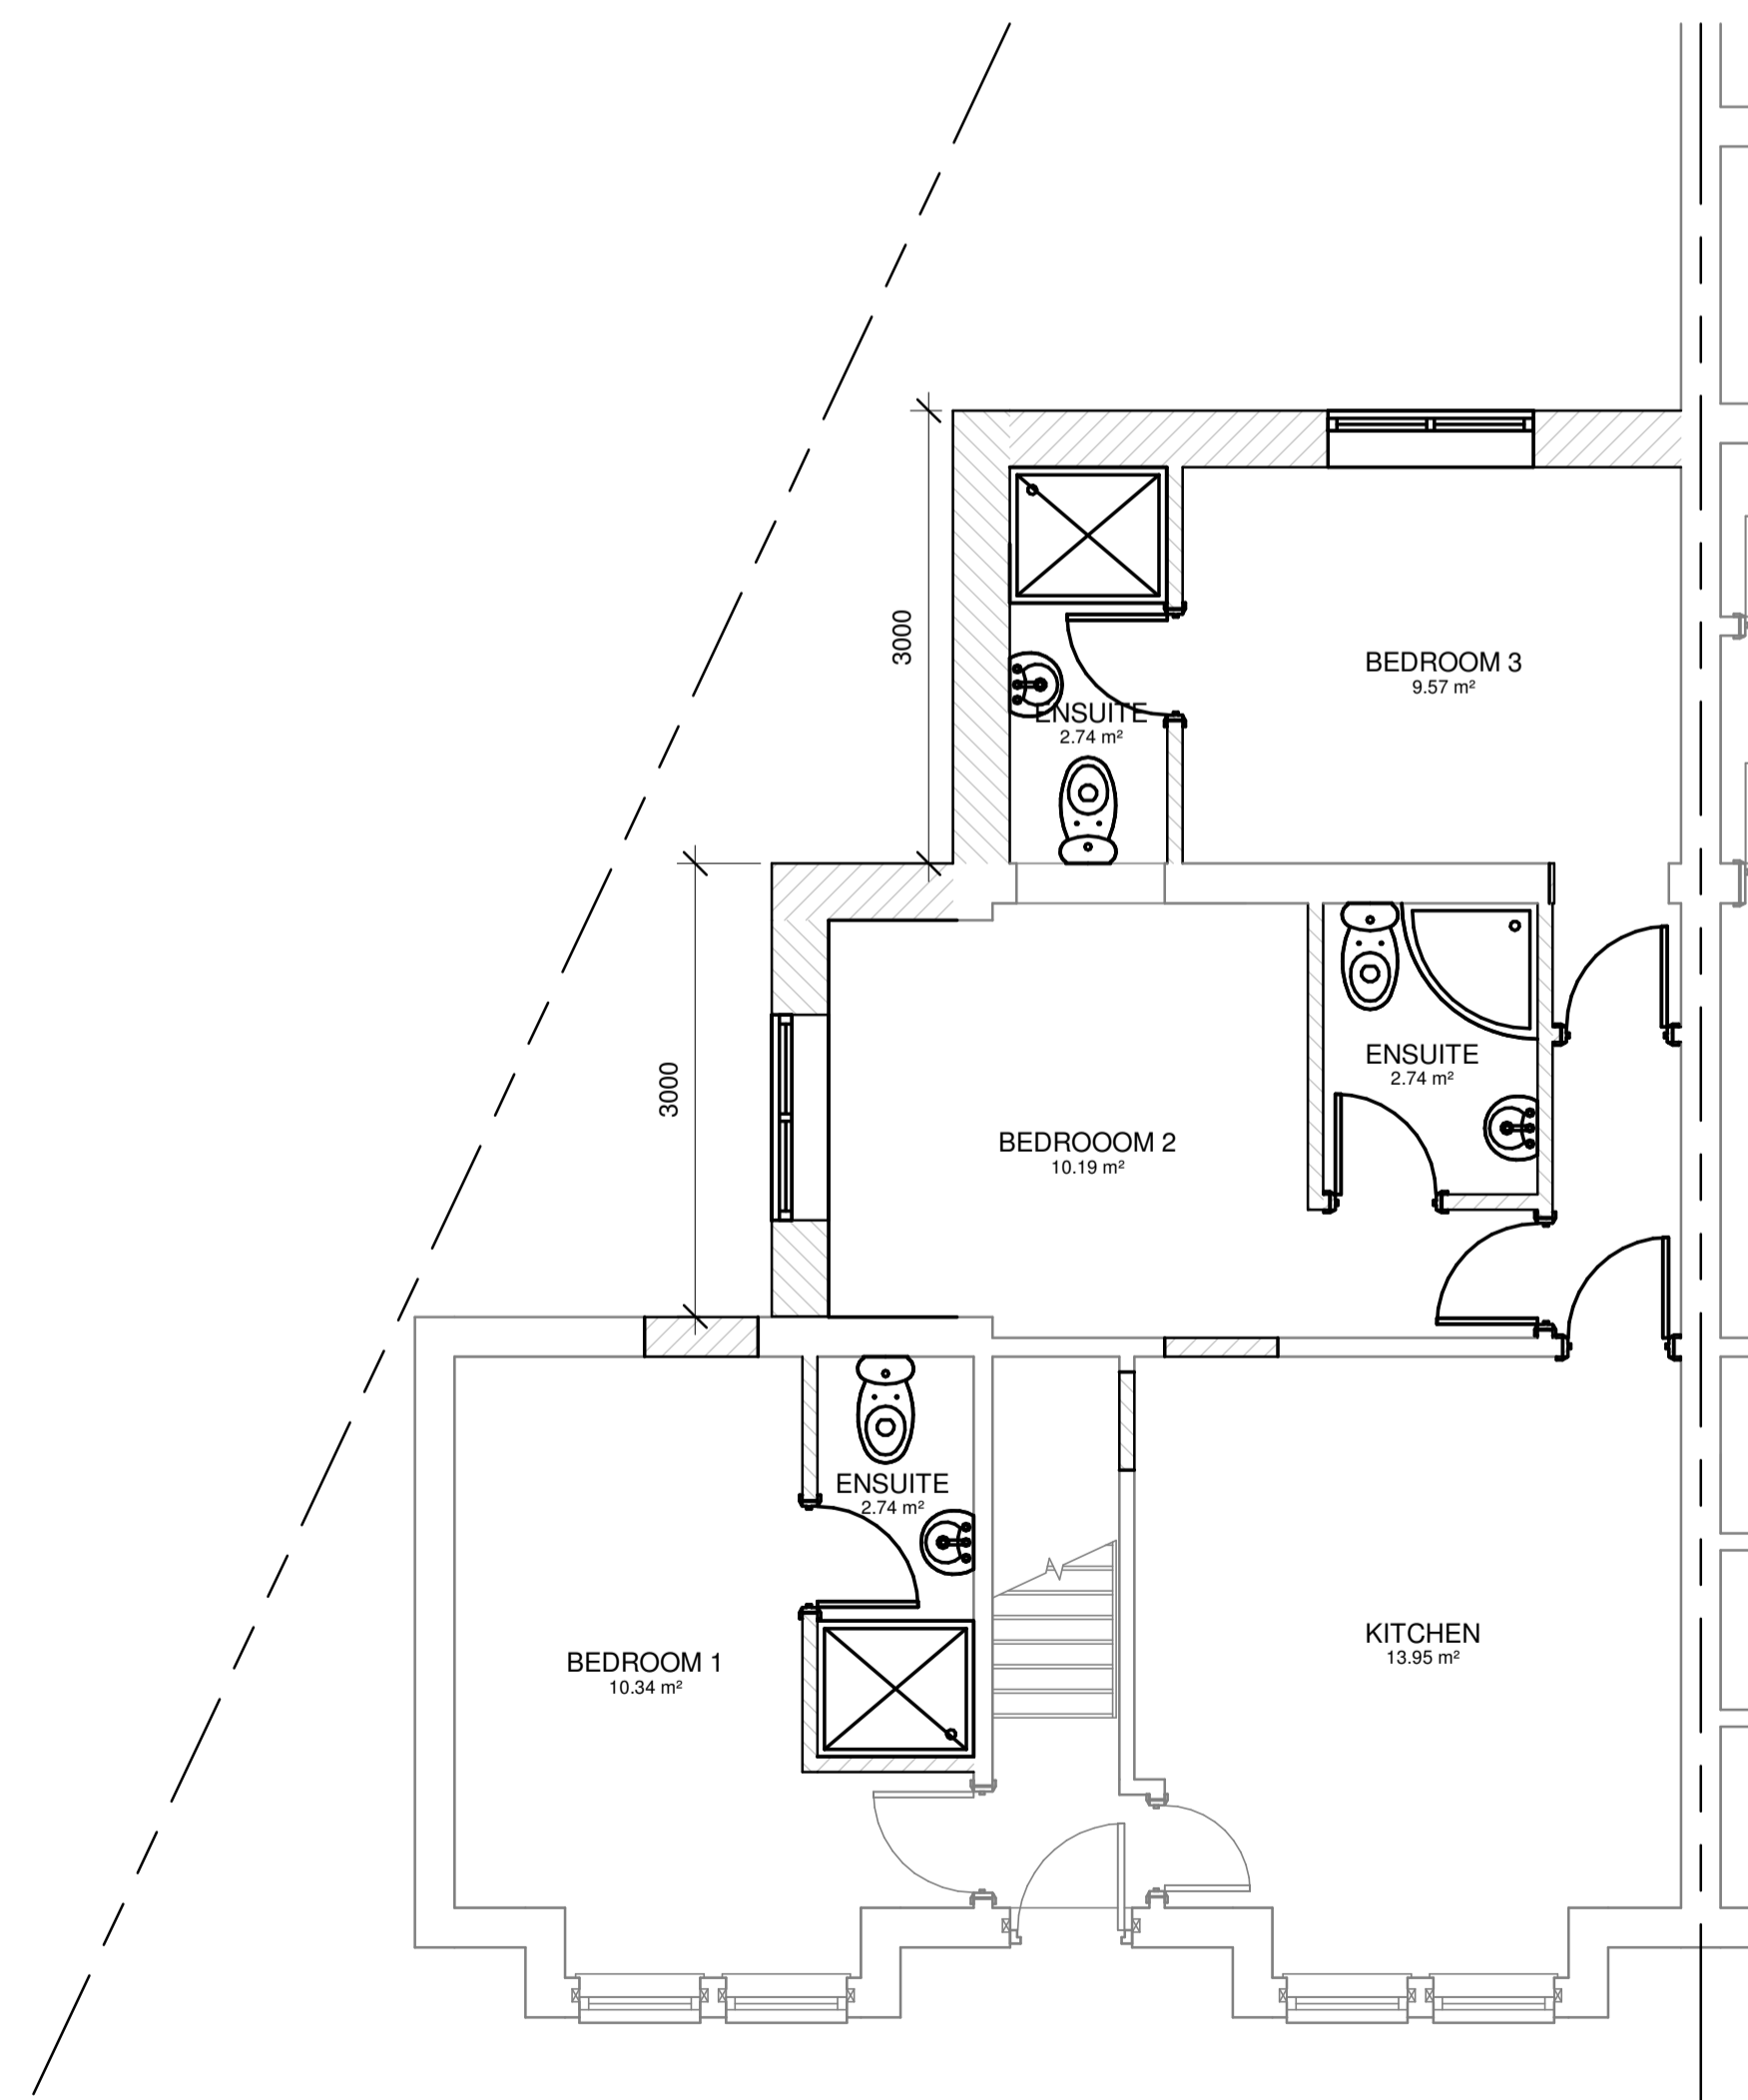 3000
BEDROOM 3
9.57 m²
ENSUITE
2.74 m²
3000
ENSUITE
2.74 m²
BEDROOOM 2
10.19 m²
ENSUITE
2.74 m²
BEDROOM 1
10.34 m²
KITCHEN
13.95 m²